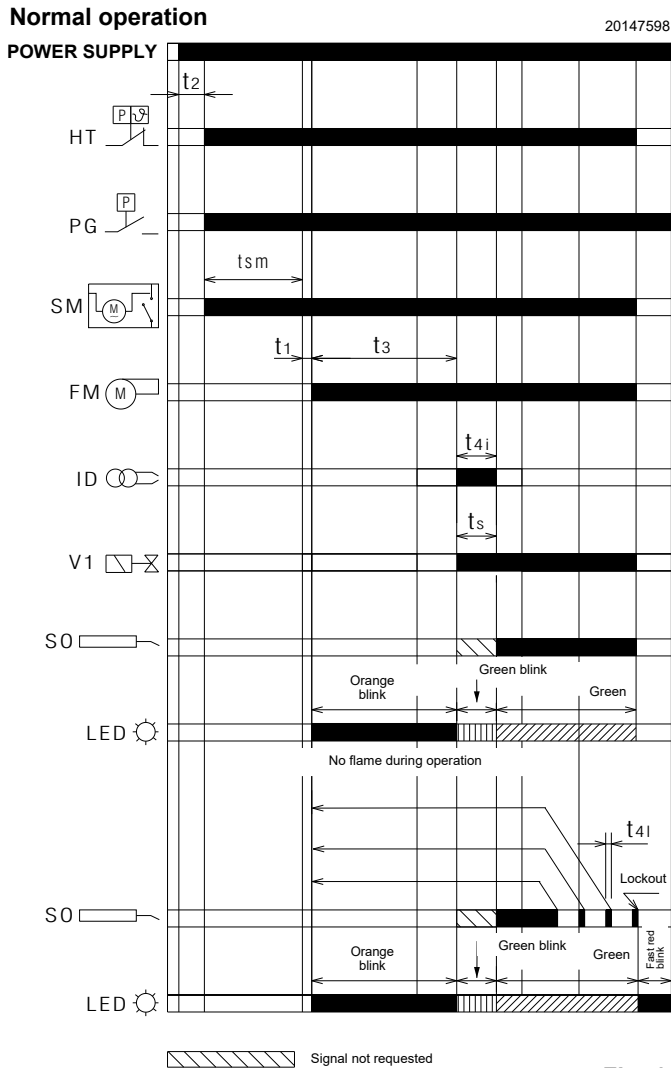 Normal operation
20147598
POWER SUPPLY
t2
P ϑ
HT
P
PG
tsm
SM M
t1 t3
FM M
t4i
ID
ts
V1
SO
Orange
blink
Green blink
Green
LED
No flame during operation
t4l
Lockout
SO
Orange
blink
Green blink
Green
Fast red
blink
LED
Signal not requested